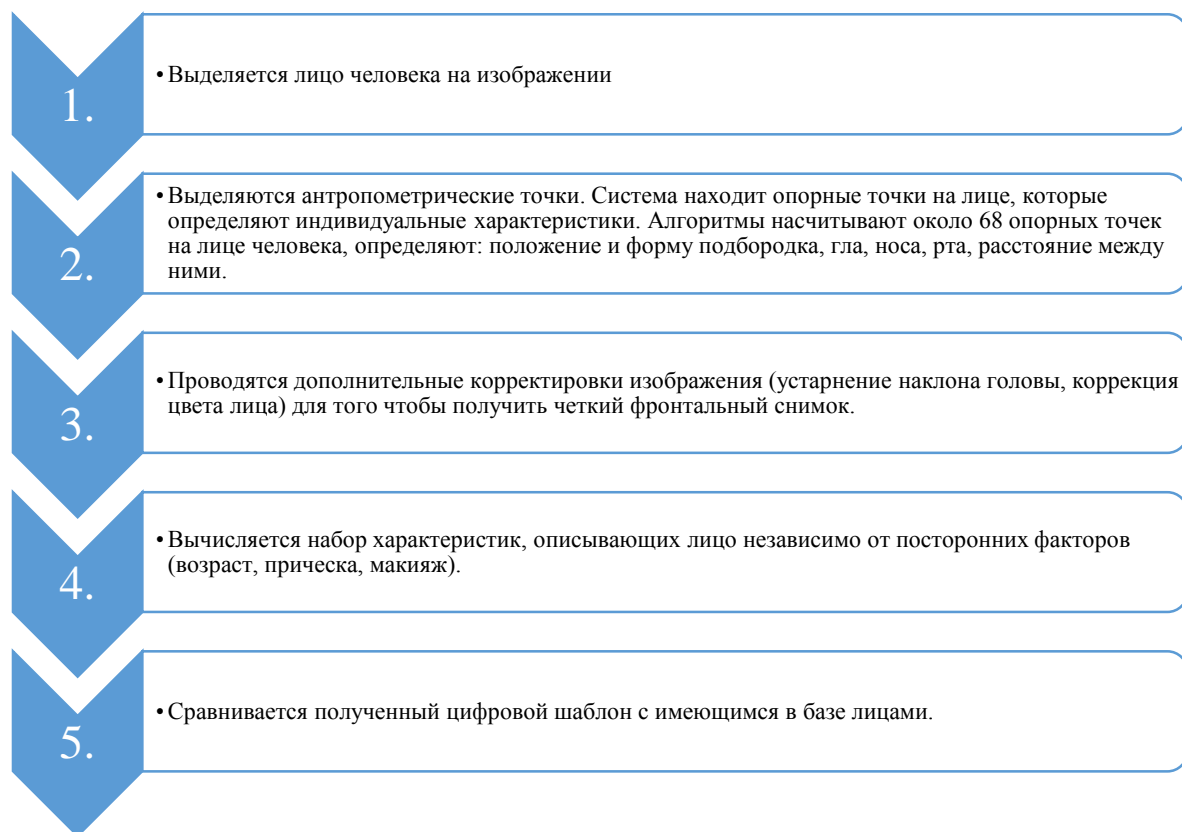 1.
• Выделяется лицо человека на изображении
2.
• Выделяются антропометрические точки. Система находит опорные точки на лице, которые
определяют индивидуальные характеристики. Алгоритмы насчитывают около 68 опорных точек
на лице человека, определяют: положение и форму подбородка, гла, носа, рта, расстояние между
ними.
3.
• Проводятся дополнительные корректировки изображения (устарнение наклона головы, коррекция
цвета лица) для того чтобы получить четкий фронтальный снимок.
4.
• Вычисляется набор характеристик, описывающих лицо независимо от посторонних факторов
(возраст, прическа, макияж).
5.
• Сравнивается полученный цифровой шаблон с имеющимся в базе лицами.